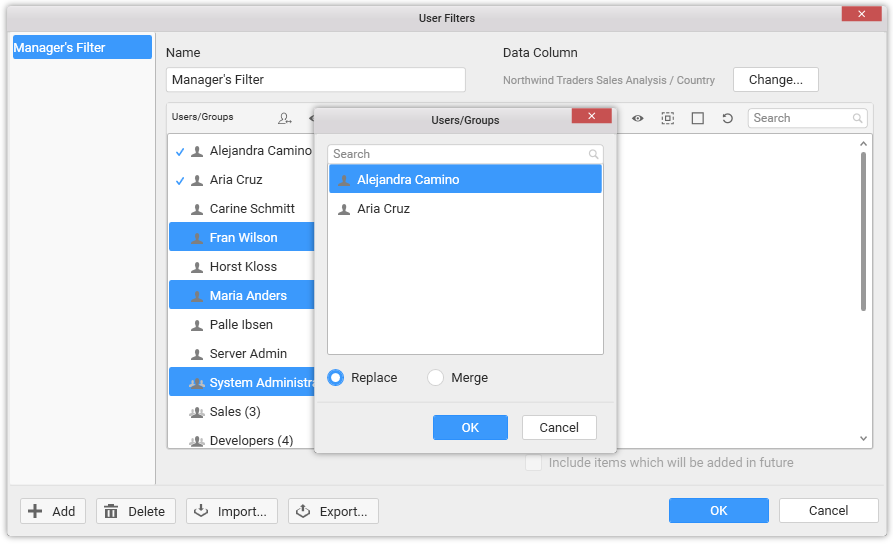 User Filters
Manager's Filter
Name
Data Column
Manager's Filter
Northwind Traders Sales Analysis / Country
Change...
Users/Groups
Search
Alejandra Camino
Aria Cruz
Carine Schmitt
Fran Wilson
Horst Kloss
Maria Anders
Palle Ibsen
Server Admin
System Administra
Sales (3)
Developers (4)
Users/Groups
Search
Alejandra Camino
Aria Cruz
Replace
Merge
OK
Cancel
Include items which will be added in future
Add
Delete
Import...
Export...
OK
Cancel